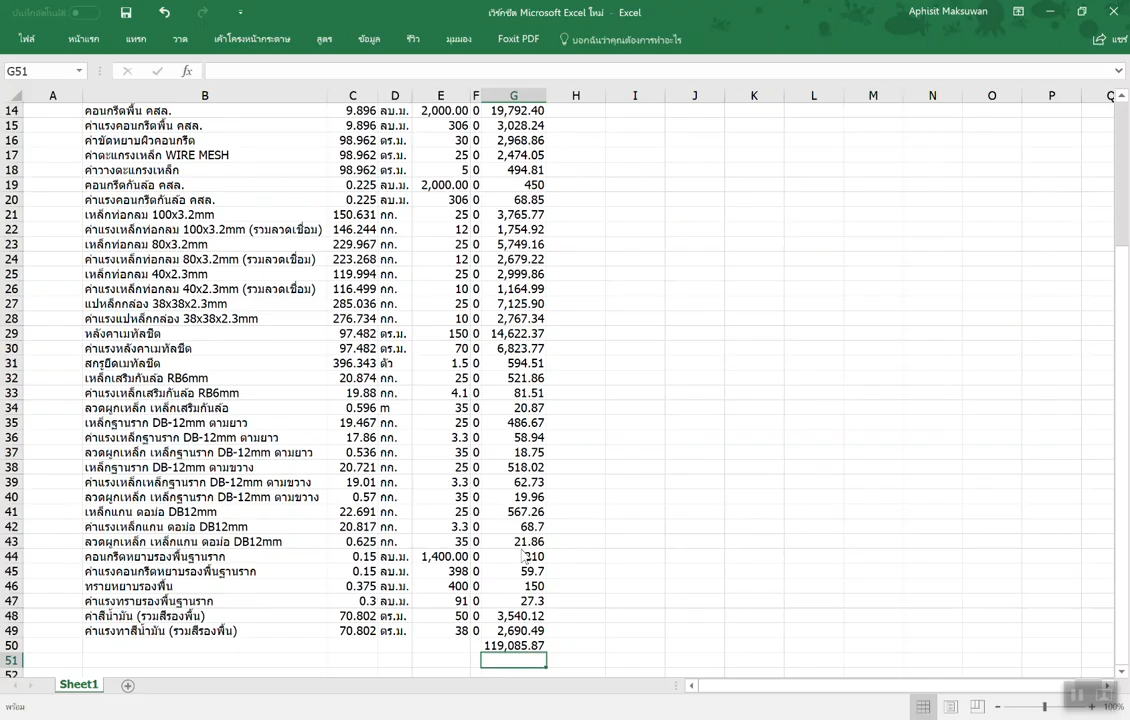 บันทึกอัตโนมัติ
เวิร์กชีต Microsoft Excel ใหม่ - Excel
Aphisit Maksuwan
ไฟล์ หน้าแรก แทรก วาด เค้าโครงหน้ากระดาษ สูตร ข้อมูล รีวิว มุมมอง Foxit PDF บอกฉันว่าคุณต้องการทำอะไร แชร์
G51 fx
A B C D E F G H I J K L M N O P Q
14 คอนกรีตพื้น คสล. 9.896 ลบ.ม. 2,000.00 0 19,792.40
15 ค่าแรงคอนกรีตพื้น คสล. 9.896 ลบ.ม. 306 0 3,028.24
16 ค่าขัดหยาบผิวคอนกรีต 98.962 ตร.ม. 30 0 2,968.86
17 ค่าตะแกรงเหล็ก WIRE MESH 98.962 ตร.ม. 25 0 2,474.05
18 ค่าวางตะแกรงเหล็ก 98.962 ตร.ม. 5 0 494.81
19 คอนกรีตกันล้อ คสล. 0.225 ลบ.ม. 2,000.00 0 450
20 ค่าแรงคอนกรีตกันล้อ คสล. 0.225 ลบ.ม. 306 0 68.85
21 เหล็กท่อกลม 100x3.2mm 150.631 กก. 25 0 3,765.77
22 ค่าแรงเหล็กท่อกลม 100x3.2mm (รวมลวดเชื่อม) 146.244 กก. 12 0 1,754.92
23 เหล็กท่อกลม 80x3.2mm 229.967 กก. 25 0 5,749.16
24 ค่าแรงเหล็กท่อกลม 80x3.2mm (รวมลวดเชื่อม) 223.268 กก. 12 0 2,679.22
25 เหล็กท่อกลม 40x2.3mm 119.994 กก. 25 0 2,999.86
26 ค่าแรงเหล็กท่อกลม 40x2.3mm (รวมลวดเชื่อม) 116.499 กก. 10 0 1,164.99
27 แปเหล็กกล่อง 38x38x2.3mm 285.036 กก. 25 0 7,125.90
28 ค่าแรงแปเหล็กกล่อง 38x38x2.3mm 276.734 กก. 10 0 2,767.34
29 หลังคาเมทัลชีต 97.482 ตร.ม. 150 0 14,622.37
30 ค่าแรงหลังคาเมทัลชีต 97.482 ตร.ม. 70 0 6,823.77
31 สกรูยึดเมทัลชีต 396.343 ตัว 1.5 0 594.51
32 เหล็กเสริมกันล้อ RB6mm 20.874 กก. 25 0 521.86
33 ค่าแรงเหล็กเสริมกันล้อ RB6mm 19.88 กก. 4.1 0 81.51
34 ลวดผูกเหล็ก เหล็กเสริมกันล้อ 0.596 m 35 0 20.87
35 เหล็กฐานราก DB-12mm ตามยาว 19.467 กก. 25 0 486.67
36 ค่าแรงเหล็กฐานราก DB-12mm ตามยาว 17.86 กก. 3.3 0 58.94
37 ลวดผูกเหล็ก เหล็กฐานราก DB-12mm ตามยาว 0.536 กก. 35 0 18.75
38 เหล็กฐานราก DB-12mm ตามขวาง 20.721 กก. 25 0 518.02
39 ค่าแรงเหล็กเหล็กฐานราก DB-12mm ตามขวาง 19.01 กก. 3.3 0 62.73
40 ลวดผูกเหล็ก เหล็กฐานราก DB-12mm ตามขวาง 0.57 กก. 35 0 19.96
41 เหล็กแกน ตอม่อ DB12mm 22.691 กก. 25 0 567.26
42 ค่าแรงเหล็กแกน ตอม่อ DB12mm 20.817 กก. 3.3 0 68.7
43 ลวดผูกเหล็ก เหล็กแกน ตอม่อ DB12mm 0.625 กก. 35 0 21.86
44 คอนกรีตหยาบรองพื้นฐานราก 0.15 ลบ.ม. 1,400.00 0 210
45 ค่าแรงคอนกรีตหยาบรองพื้นฐานราก 0.15 ลบ.ม. 398 0 59.7
46 ทรายหยาบรองพื้น 0.375 ลบ.ม. 400 0 150
47 ค่าแรงทรายรองพื้นฐานราก 0.3 ลบ.ม. 91 0 27.3
48 ค่าสีน้ำมัน (รวมสีรองพื้น) 70.802 ตร.ม. 50 0 3,540.12
49 ค่าแรงทาสีน้ำมัน (รวมสีรองพื้น) 70.802 ตร.ม. 38 0 2,690.49
50 119,085.87
51
52
Sheet1
พร้อม 100%